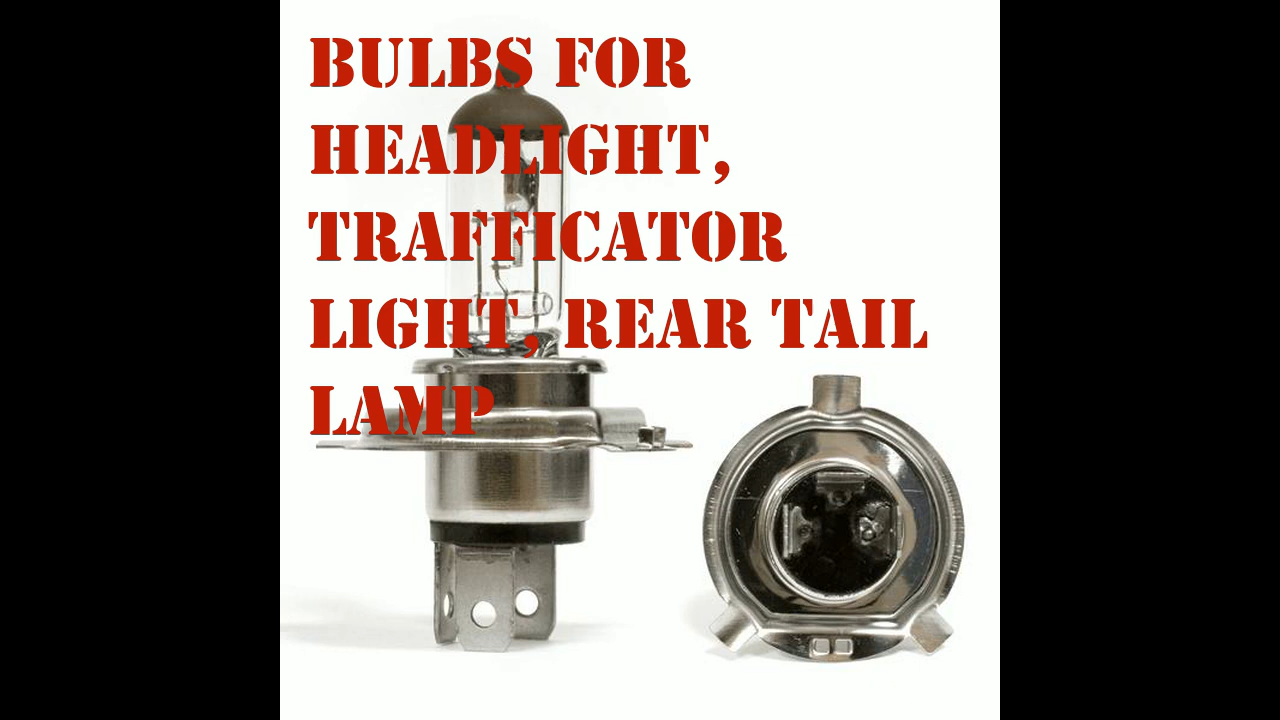 BULBS FOR
HEADLIGHT,
TRAFFICATOR
LIGHT, REAR TAIL
LAMP